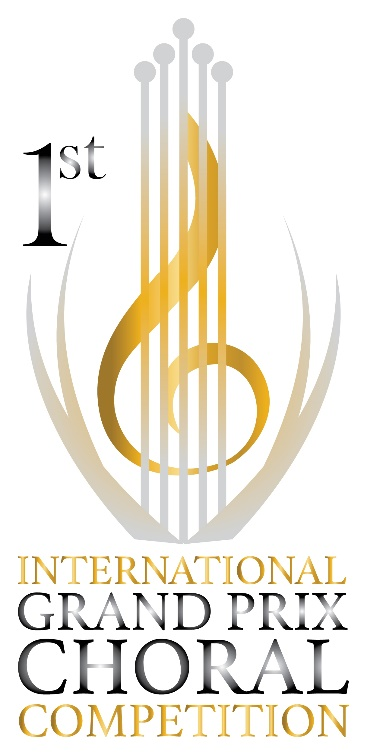 1st
INTERNATIONAL
GRAND PRIX
CHORAL
COMPETITION